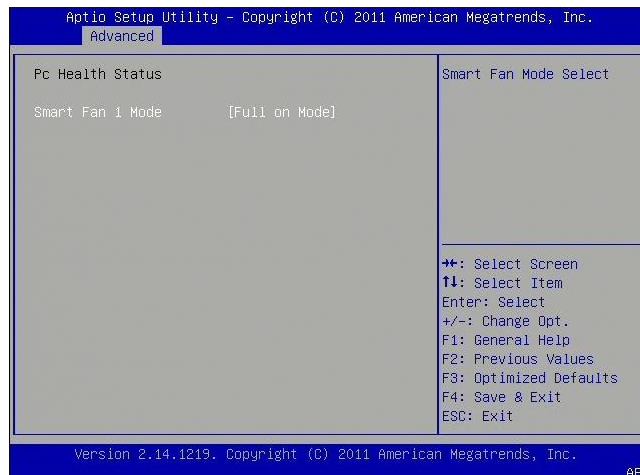 Aptio Setup Utility – Copyright (C) 2011 American Megatrends, Inc.
Advanced
Pc Health Status
Smart Fan 1 Mode [Full on Mode]
Smart Fan Mode Select
→←: Select Screen
↑↓: Select Item
Enter: Select
+/-: Change Opt.
F1: General Help
F2: Previous Values
F3: Optimized Defaults
F4: Save & Exit
ESC: Exit
Version 2.14.1219. Copyright (C) 2011 American Megatrends, Inc.